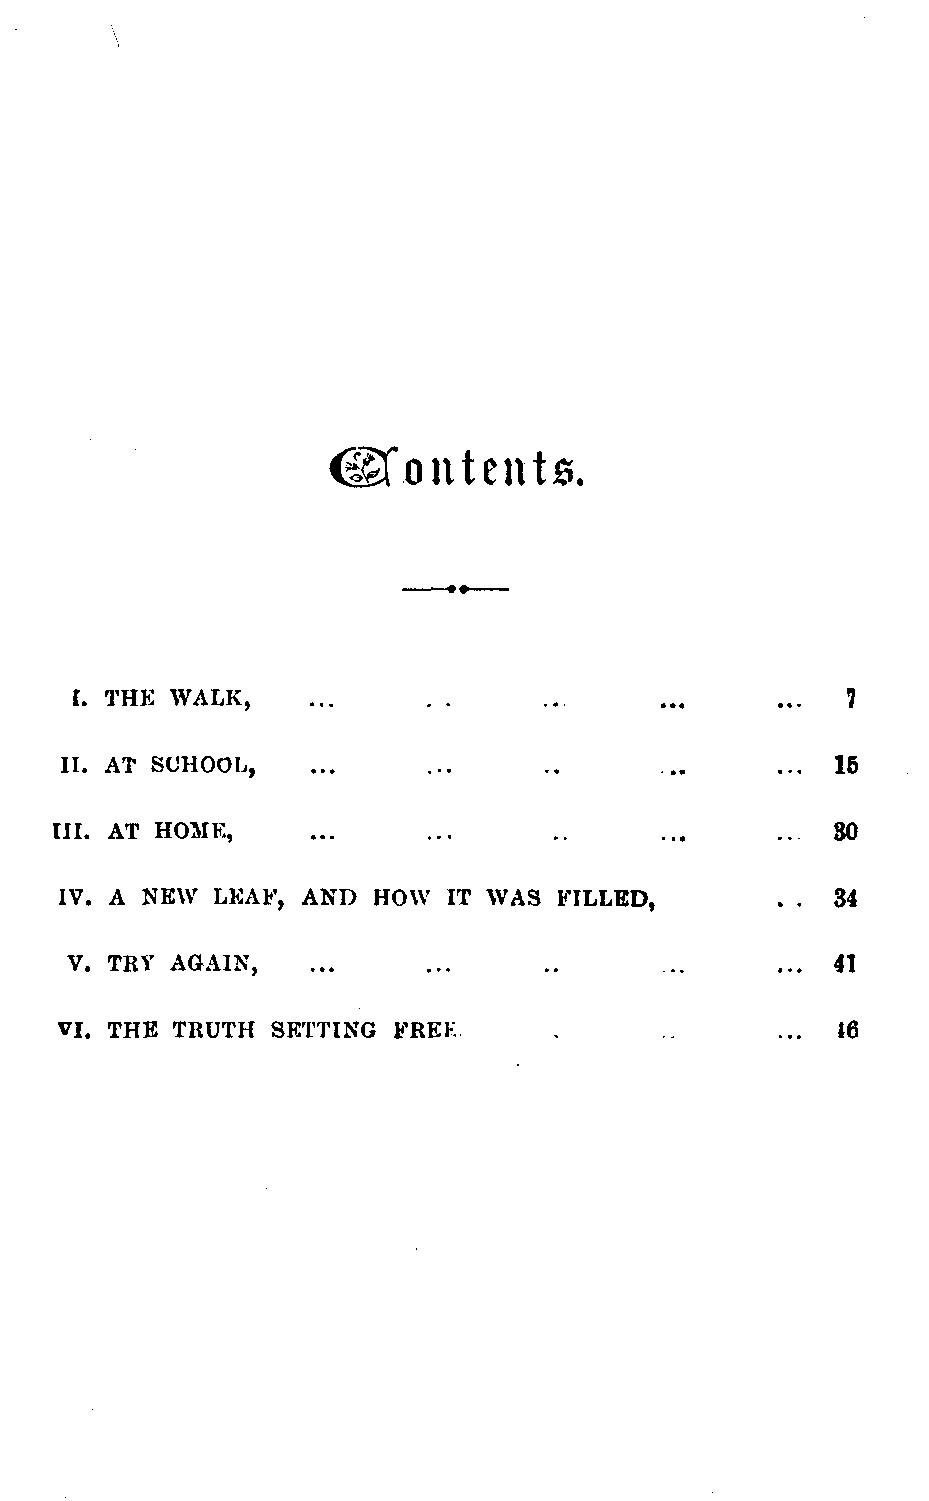 Contents.
I. THE WALK, ... . . ... ... ... 7
II. AT SCHOOL, ... ... .. ... ... 15
III. AT HOME, ... ... .. ... ... 30
IV. A NEW LEAF, AND HOW IT WAS FILLED, . . 34
V. TRY AGAIN, ... ... .. ... ... 41
VI. THE TRUTH SETTING FREE . .. ... 46